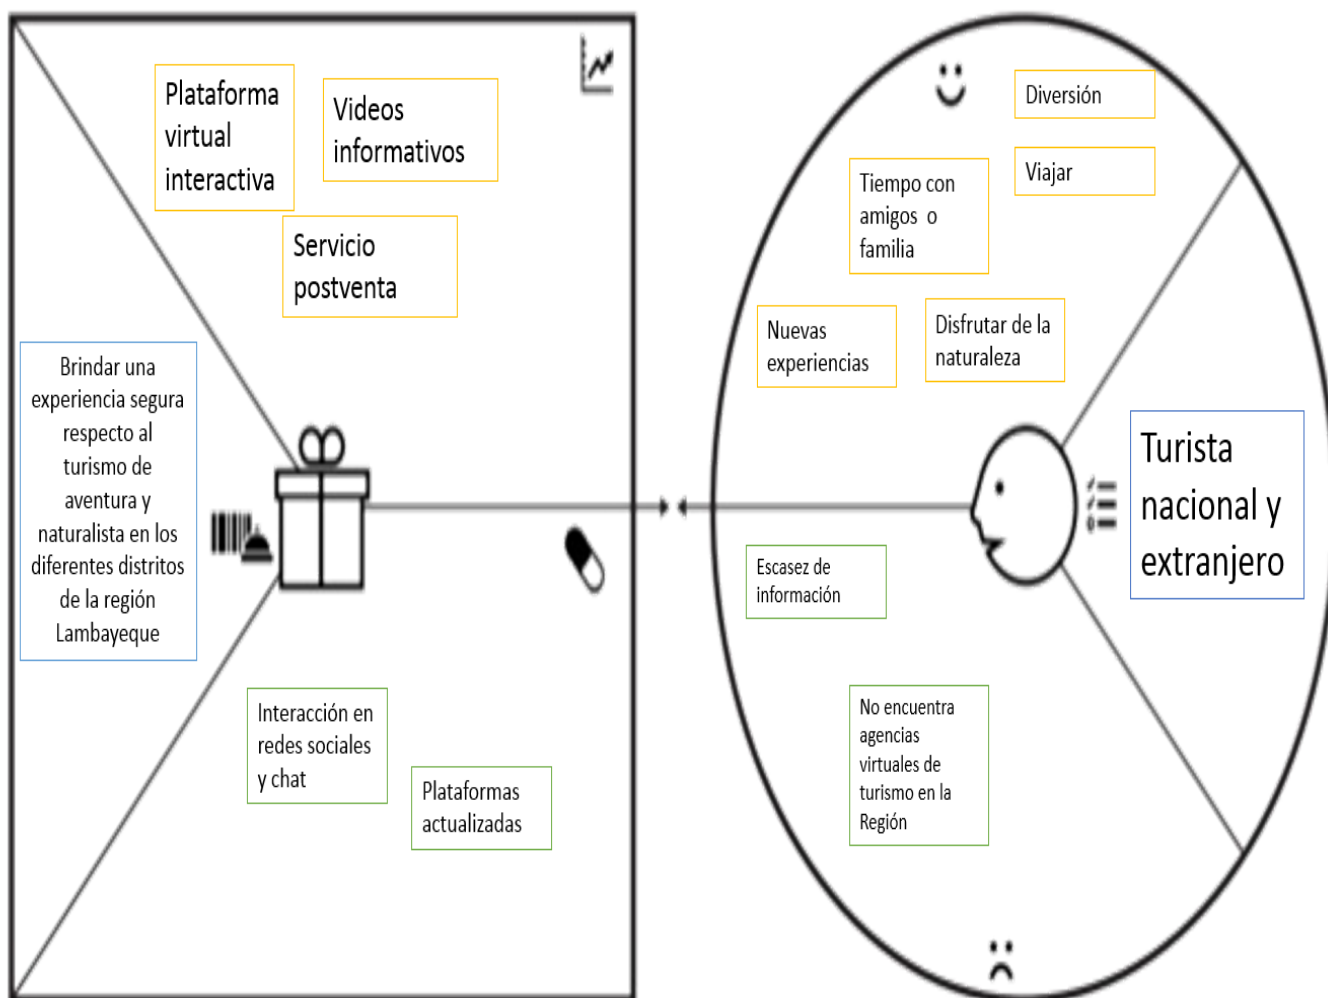 Plataforma
virtual
interactiva
Videos
informativos
Servicio
postventa
Brindar una
experiencia segura
respecto al
turismo de
aventura y
naturalista en los
diferentes distritos
de la región
Lambayeque
Interacción en
redes sociales
y chat
Plataformas
actualizadas
Diversión
Viajar
Tiempo con
amigos o
familia
Nuevas
experiencias
Disfrutar de la
naturaleza
Turista
nacional y
extranjero
Escasez de
información
No encuentra
agencias
virtuales de
turismo en la
Región